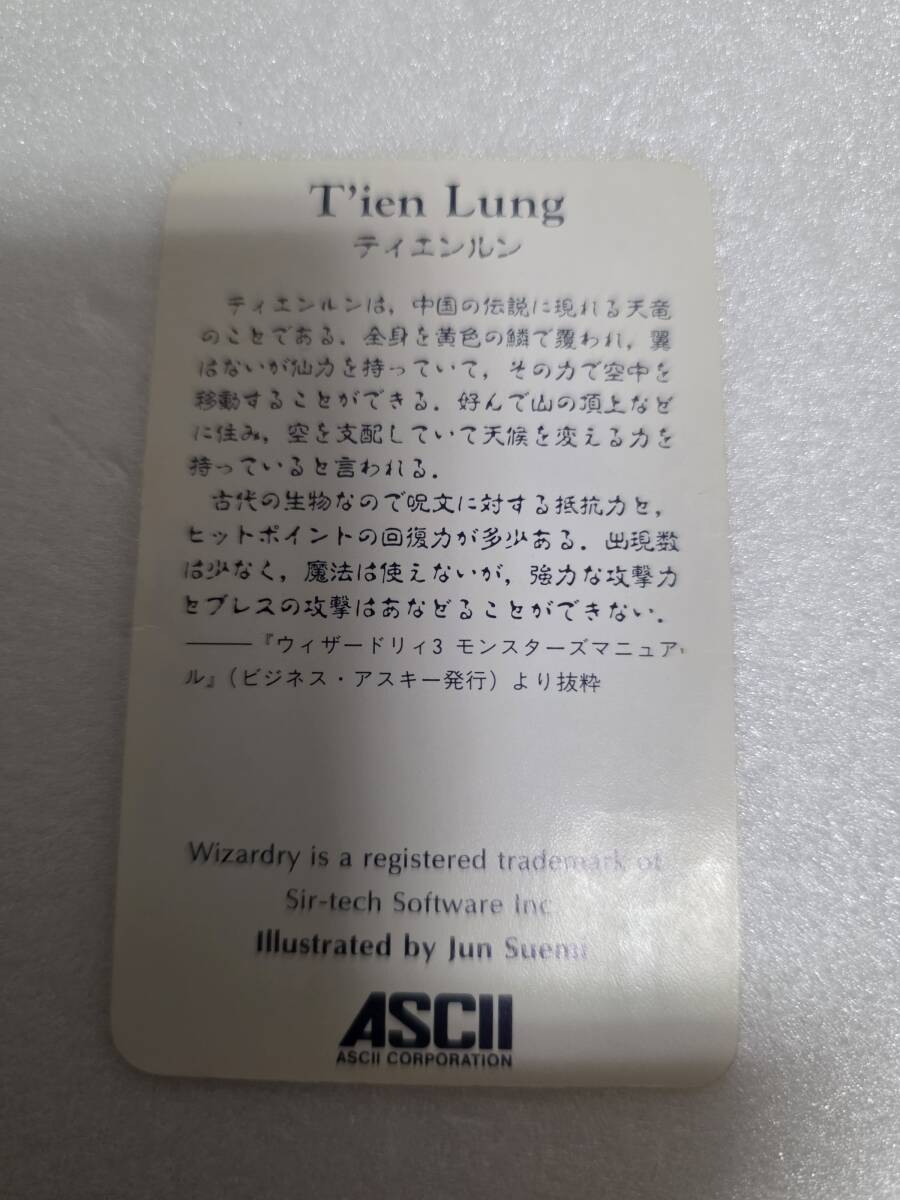 T'ien Lung
ティエンルン
ティエンルンは，中国の伝説に現れる天竜
のことである．全身を黄色の鱗で覆われ，翼
はないが仙力を持っていて，その力で空中を
移動することができる．好んで山の頂上など
に住み，空を支配していて天候を変える力を
持っていると言われる．
古代の生物なので呪文に対する抵抗力と，
ヒットポイントの回復力が多少ある．出現数
は少なく，魔法は使えないが，強力な攻撃力
とブレスの攻撃はあなどることができない．
――『ウィザードリィ3 モンスターズマニュア
ル』（ビジネス・アスキー発行）より抜粋
Wizardry is a registered trademark of
Sir-tech Software Inc
Illustrated by Jun Suemi
ASCII
ASCII CORPORATION